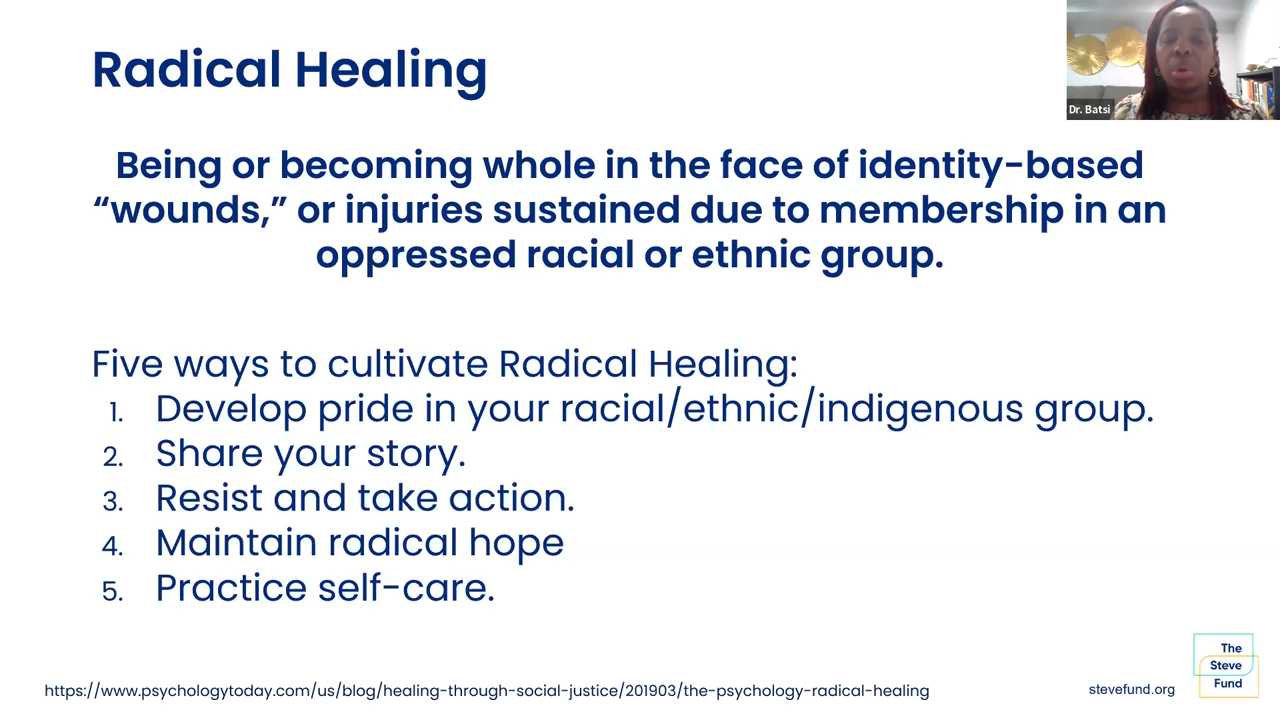 Radical Healing
Dr. Batsi
Being or becoming whole in the face of identity-based
“wounds,” or injuries sustained due to membership in an
oppressed racial or ethnic group.
Five ways to cultivate Radical Healing:
1. Develop pride in your racial/ethnic/indigenous group.
2. Share your story.
3. Resist and take action.
4. Maintain radical hope
5. Practice self-care.
https://www.psychologytoday.com/us/blog/healing-through-social-justice/201903/the-psychology-radical-healing
stevefund.org
The
Steve
Fund